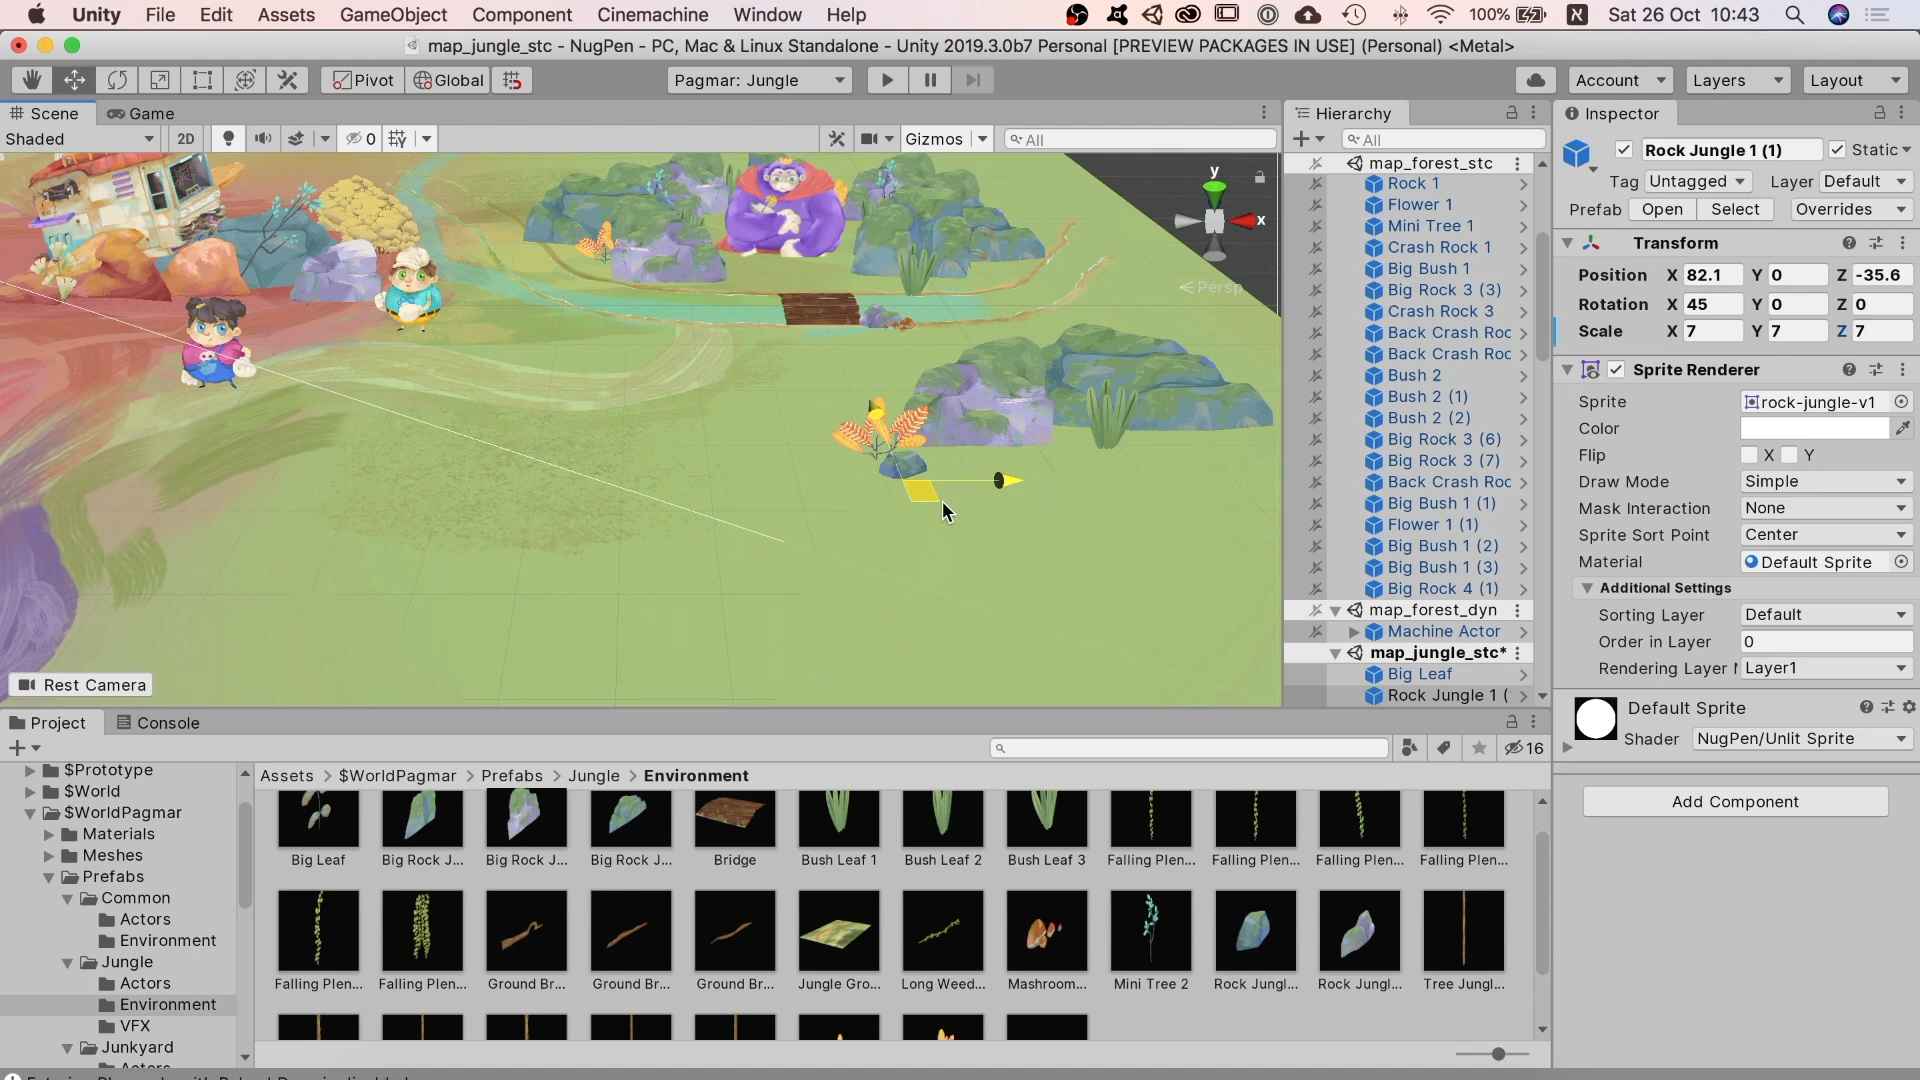 Unity File Edit Assets GameObject Component Cinemachine Window Help 100% Sat 26 Oct 10:43
map_jungle_stc - NugPen - PC, Mac & Linux Standalone - Unity 2019.3.0b7 Personal [PREVIEW PACKAGES IN USE] (Personal) <Metal>
Pivot Global Pagmar: Jungle Account Layers Layout
Scene Game
Shaded 2D 0 Gizmos All
y
x
Persp
Rest Camera
Hierarchy
All
map_forest_stc
Rock 1
Flower 1
Mini Tree 1
Crash Rock 1
Big Bush 1
Big Rock 3 (3)
Crash Rock 3
Back Crash Roc
Back Crash Roc
Bush 2
Bush 2 (1)
Bush 2 (2)
Big Rock 3 (6)
Big Rock 3 (7)
Back Crash Roc
Big Bush 1 (1)
Flower 1 (1)
Big Bush 1 (2)
Big Bush 1 (3)
Big Rock 4 (1)
map_forest_dyn
Machine Actor
map_jungle_stc*
Big Leaf
Rock Jungle 1 (
Inspector
Rock Jungle 1 (1) Static
Tag Untagged Layer Default
Prefab Open Select Overrides
Transform
Position X 82.1 Y 0 Z -35.6
Rotation X 45 Y 0 Z 0
Scale X 7 Y 7 Z 7
Sprite Renderer
Sprite rock-jungle-v1
Color
Flip X Y
Draw Mode Simple
Mask Interaction None
Sprite Sort Point Center
Material Default Sprite
Additional Settings
Sorting Layer Default
Order in Layer 0
Rendering Layer Layer1
Default Sprite
Shader NugPen/Unlit Sprite
Add Component
Project Console
16
$Prototype
$World
$WorldPagmar
Materials
Meshes
Prefabs
Common
Actors
Environment
Jungle
Actors
Environment
VFX
Junkyard
Assets > $WorldPagmar > Prefabs > Jungle > Environment
Big Leaf Big Rock J... Big Rock J... Big Rock J... Bridge Bush Leaf 1 Bush Leaf 2 Bush Leaf 3 Falling Plen... Falling Plen... Falling Plen... Falling Plen...
Falling Plen... Falling Plen... Ground Br... Ground Br... Ground Br... Jungle Gro... Long Weed... Mashroom... Mini Tree 2 Rock Jungl... Rock Jungl... Tree Jungl...